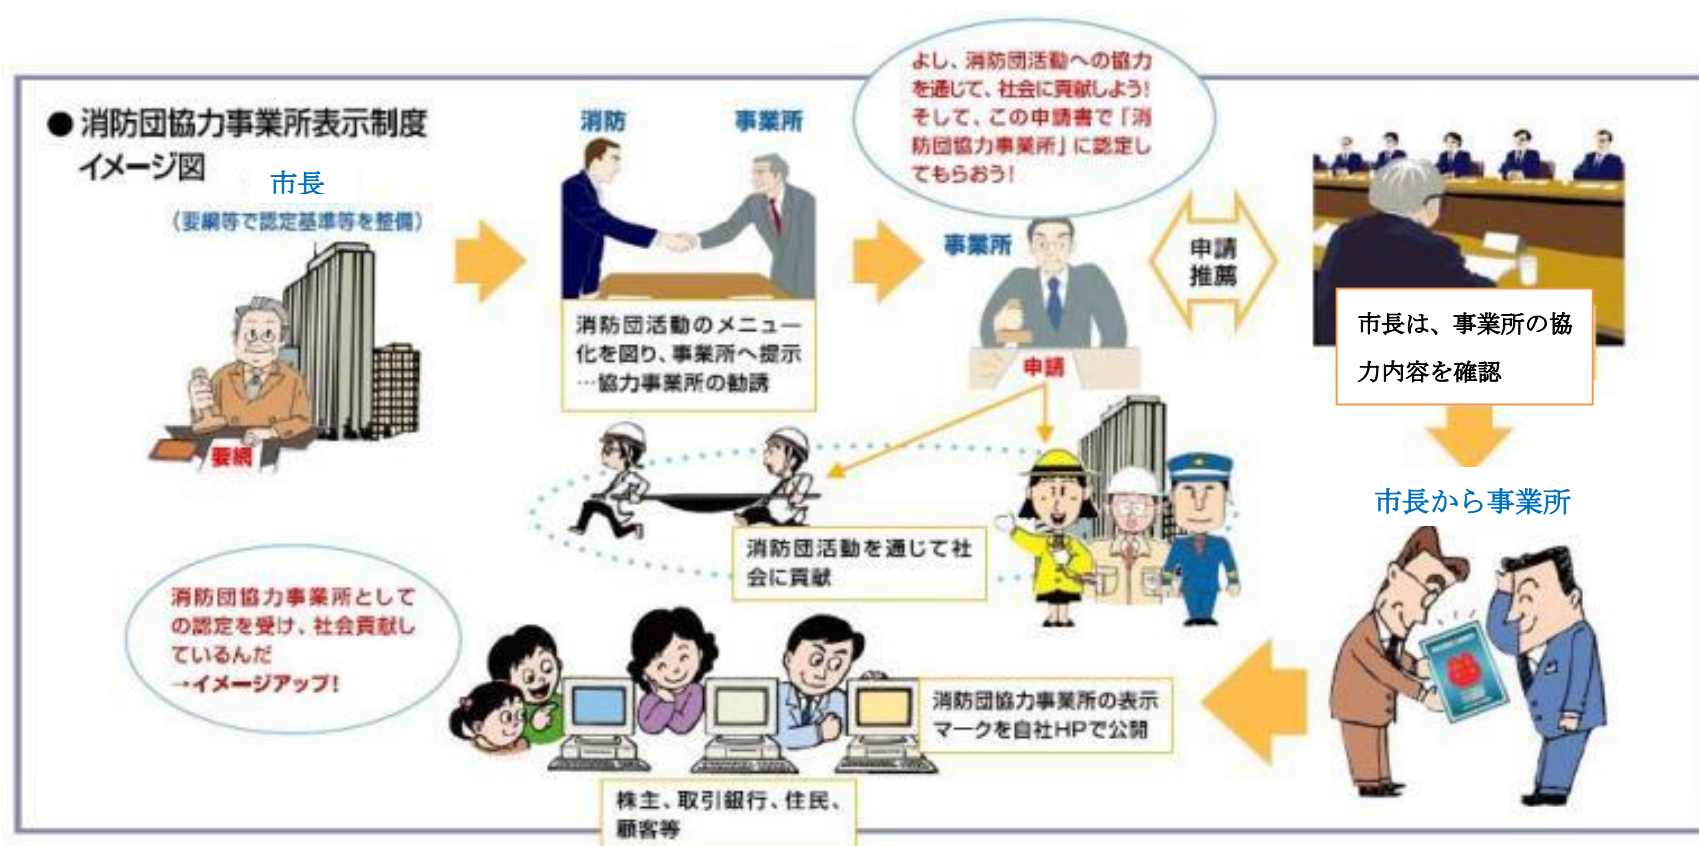 ● 消防団協力事業所表示制度
イメージ図
市長
（要綱等で認定基準等を整備）
要綱
消防
事業所
消防団活動のメニュー
化を図り、事業所へ提示
…協力事業所の勧誘
よし、消防団活動への協力
を通じて、社会に貢献しよう！
そして、この申請書で「消
防団協力事業所」に認定し
てもらおう！
事業所
申請
申請
推薦
市長は、事業所の協
力内容を確認
市長から事業所
消防団活動を通じて社
会に貢献
消防団協力事業所の表示
マークを自社HPで公開
株主、取引銀行、住民、
顧客等
消防団協力事業所として
の認定を受け、社会貢献し
ているんだ
→イメージアップ！